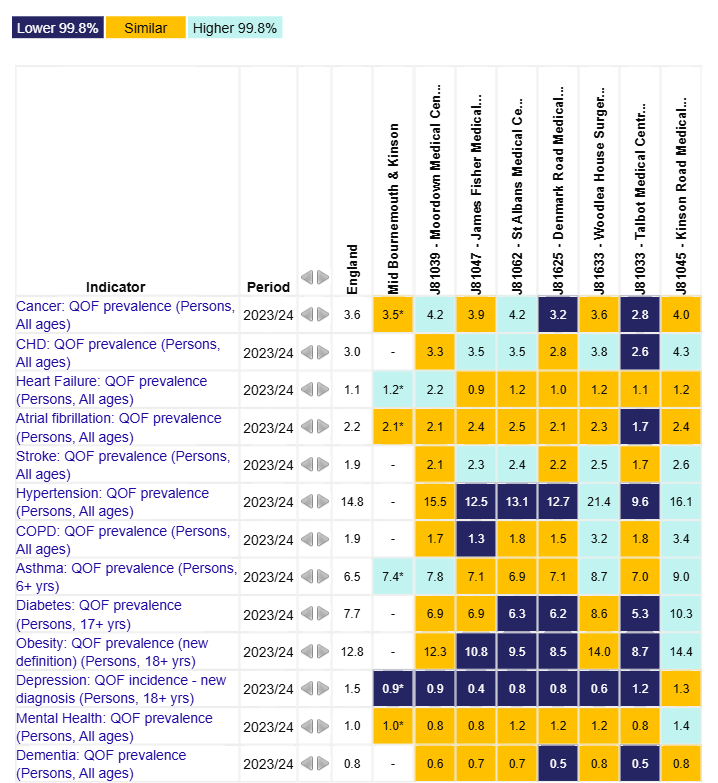 Lower 99.8% Similar Higher 99.8%
Indicator Period England Mid Bournemouth & Kinson J81039 - Moordown Medical Cen... J81047 - James Fisher Medical... J81062 - St Albans Medical Ce... J81625 - Denmark Road Medical... J81633 - Woodlea House Surger... J81033 - Talbot Medical Centr... J81045 - Kinson Road Medical...
Cancer: QOF prevalence (Persons,
All ages) 2023/24 3.6 3.5* 4.2 3.9 4.2 3.2 3.6 2.8 4.0
CHD: QOF prevalence (Persons,
All ages) 2023/24 3.0 - 3.3 3.5 3.5 2.8 3.8 2.6 4.3
Heart Failure: QOF prevalence
(Persons, All ages) 2023/24 1.1 1.2* 2.2 0.9 1.2 1.0 1.2 1.1 1.2
Atrial fibrillation: QOF prevalence
(Persons, All ages) 2023/24 2.2 2.1* 2.1 2.4 2.5 2.1 2.3 1.7 2.4
Stroke: QOF prevalence (Persons,
All ages) 2023/24 1.9 - 2.1 2.3 2.4 2.2 2.5 1.7 2.6
Hypertension: QOF prevalence
(Persons, All ages) 2023/24 14.8 - 15.5 12.5 13.1 12.7 21.4 9.6 16.1
COPD: QOF prevalence (Persons,
All ages) 2023/24 1.9 - 1.7 1.3 1.8 1.5 3.2 1.8 3.4
Asthma: QOF prevalence (Persons,
6+ yrs) 2023/24 6.5 7.4* 7.8 7.1 6.9 7.1 8.7 7.0 9.0
Diabetes: QOF prevalence
(Persons, 17+ yrs) 2023/24 7.7 - 6.9 6.9 6.3 6.2 8.6 5.3 10.3
Obesity: QOF prevalence (new
definition) (Persons, 18+ yrs) 2023/24 12.8 - 12.3 10.8 9.5 8.5 14.0 8.7 14.4
Depression: QOF incidence - new
diagnosis (Persons, 18+ yrs) 2023/24 1.5 0.9* 0.9 0.4 0.8 0.8 0.6 1.2 1.3
Mental Health: QOF prevalence
(Persons, All ages) 2023/24 1.0 1.0* 0.8 0.8 1.2 1.2 1.2 0.8 1.4
Dementia: QOF prevalence
(Persons, All ages) 2023/24 0.8 - 0.6 0.7 0.7 0.5 0.8 0.5 0.8